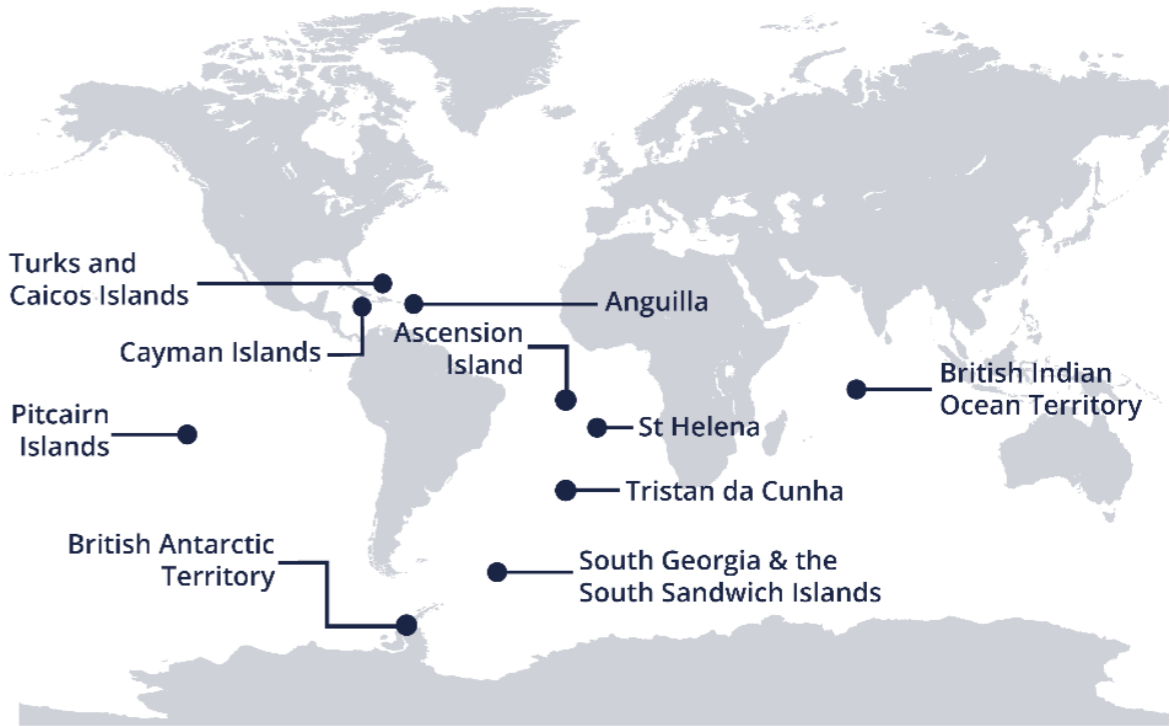 Turks and
Caicos Islands
Anguilla
Cayman Islands
Ascension
Island
British Indian
Ocean Territory
Pitcairn
Islands
St Helena
Tristan da Cunha
British Antarctic
Territory
South Georgia & the
South Sandwich Islands